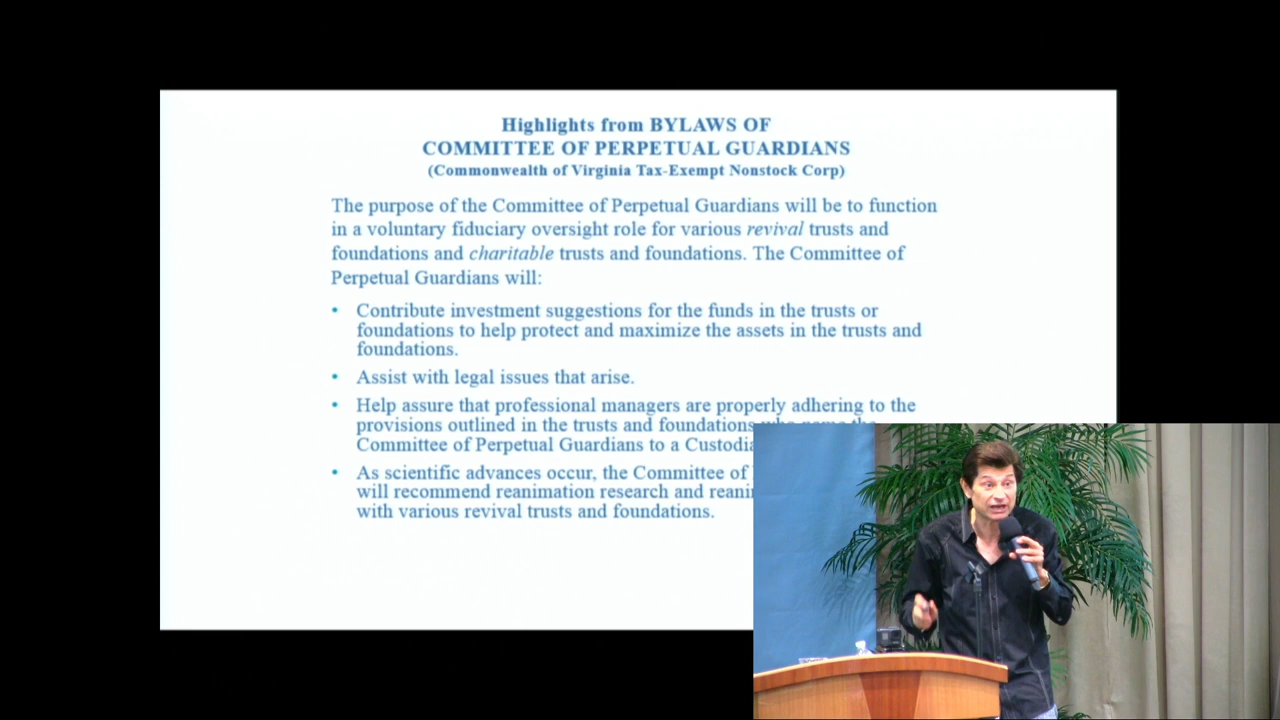 Highlights from BYLAWS OF
COMMITTEE OF PERPETUAL GUARDIANS
(Commonwealth of Virginia Tax-Exempt Nonstock Corp)
The purpose of the Committee of Perpetual Guardians will be to function
in a voluntary fiduciary oversight role for various revival trusts and
foundations and charitable trusts and foundations. The Committee of
Perpetual Guardians will:
• Contribute investment suggestions for the funds in the trusts or
foundations to help protect and maximize the assets in the trusts and
foundations.
• Assist with legal issues that arise.
• Help assure that professional managers are properly adhering to the
provisions outlined in the trusts and foundations who name the
Committee of Perpetual Guardians to a Custodia
• As scientific advances occur, the Committee of
will recommend reanimation research and reani
with various revival trusts and foundations.